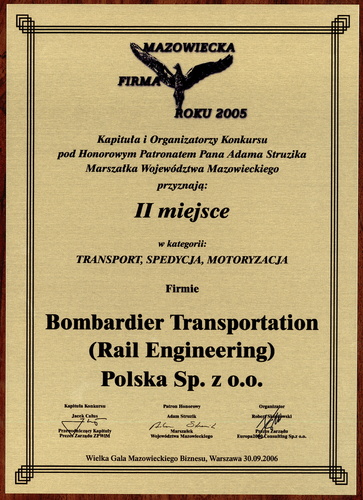 MAZOWIECKA
FIRMA
ROKU 2005
Kapituła i Organizatorzy Konkursu
pod Honorowym Patronatem Pana Adama Struzika
Marszałka Województwa Mazowieckiego
przyznają:
II miejsce
w kategorii:
TRANSPORT, SPEDYCJA, MOTORYZACJA
Firmie
Bombardier Transportation
(Rail Engineering)
Polska Sp. z o.o.
Kapituła Konkursu Patron Honorowy Organizator
Jacek Adam Struzik Robert
Przewodniczący Kapituły Marszałek Prezes Zarządu
Prezes Zarządu ZPWIM Województwa Mazowieckiego Consulting Sp.z o.o.
Wielka Gala Mazowieckiego Biznesu, Warszawa 30.09.2006